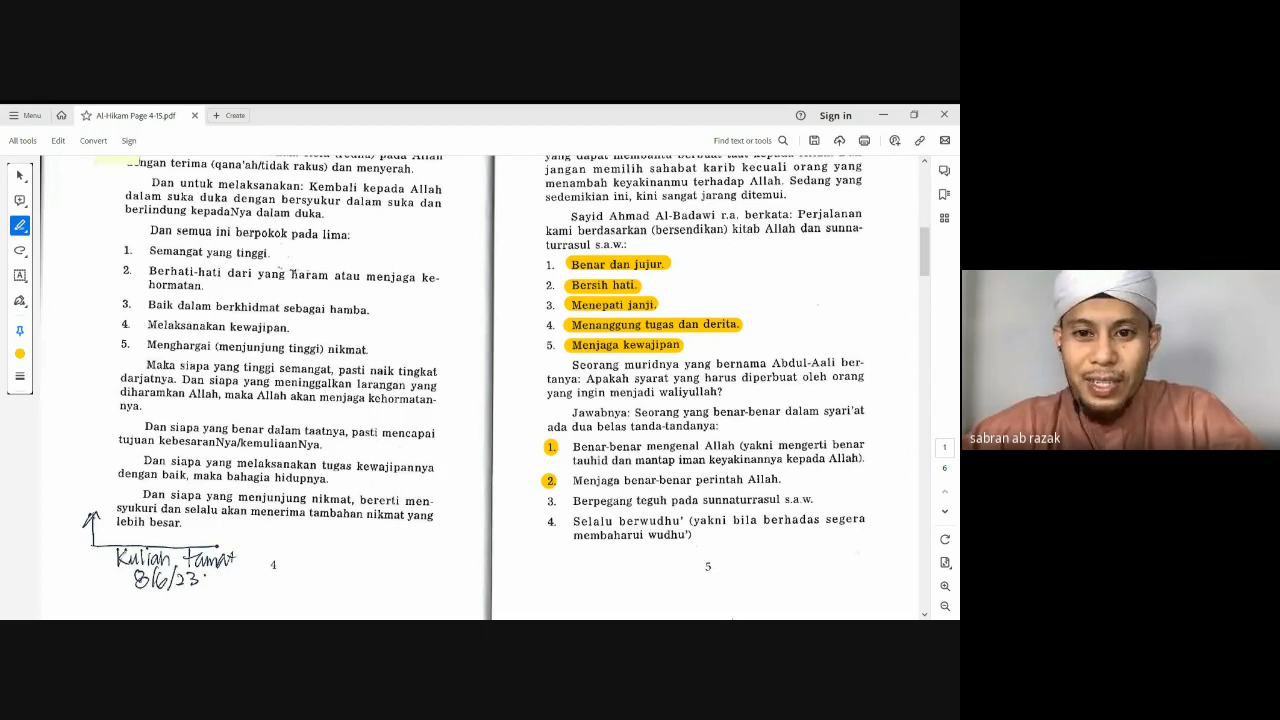 Menu
Al-Hikam Page 4-15.pdf
Create
Sign in
All tools
Edit
Convert
Sign
Find text or tools
(redha) pada Allah
dengan terima (qana'ah/tidak rakus) dan menyerah.
Dan untuk melaksanakan: Kembali kepada Allah
dalam suka duka dengan bersyukur dalam suka dan
berlindung kepadaNya dalam duka.
Dan semua ini berpokok pada lima:
1. Semangat yang tinggi.
2. Berhati-hati dari yang haram atau menjaga ke-
hormatan.
3. Baik dalam berkhidmat sebagai hamba.
4. Melaksanakan kewajipan.
5. Menghargai (menjunjung tinggi) nikmat.
Maka siapa yang tinggi semangat, pasti naik tingkat
darjatnya. Dan siapa yang meninggalkan larangan yang
diharamkan Allah, maka Allah akan menjaga kehormatan-
nya.
Dan siapa yang benar dalam taatnya, pasti mencapai
tujuan kebesaranNya/kemuliaanNya.
Dan siapa yang melaksanakan tugas kewajipannya
dengan baik, maka bahagia hidupnya.
Dan siapa yang menjunjung nikmat, bererti men-
syukuri dan selalu akan menerima tambahan nikmat yang
lebih besar.
Kuliah tamat
8/6/23
4
yang dapat membantu berbuat taat kepada
jangan memilih sahabat karib kecuali orang yang
menambah keyakinanmu terhadap Allah. Sedang yang
sedemikian ini, kini sangat jarang ditemui.
Sayid Ahmad Al-Badawi r.a. berkata: Perjalanan
kami berdasarkan (bersendikan) kitab Allah dan sunna-
turrasul s.a.w.:
1. Benar dan jujur.
2. Bersih hati.
3. Menepati janji.
4. Menanggung tugas dan derita.
5. Menjaga kewajipan
Seorang muridnya yang bernama Abdul-Aali ber-
tanya: Apakah syarat yang harus diperbuat oleh orang
yang ingin menjadi waliyullah?
Jawabnya: Seorang yang benar-benar dalam syari'at
ada dua belas tanda-tandanya:
1. Benar-benar mengenal Allah (yakni mengerti benar
tauhid dan mantap iman keyakinannya kepada Allah).
2. Menjaga benar-benar perintah Allah.
3. Berpegang teguh pada sunnaturrasul s.a.w.
4. Selalu berwudhu' (yakni bila berhadas segera
membaharui wudhu')
5
1
6
sabran ab razak